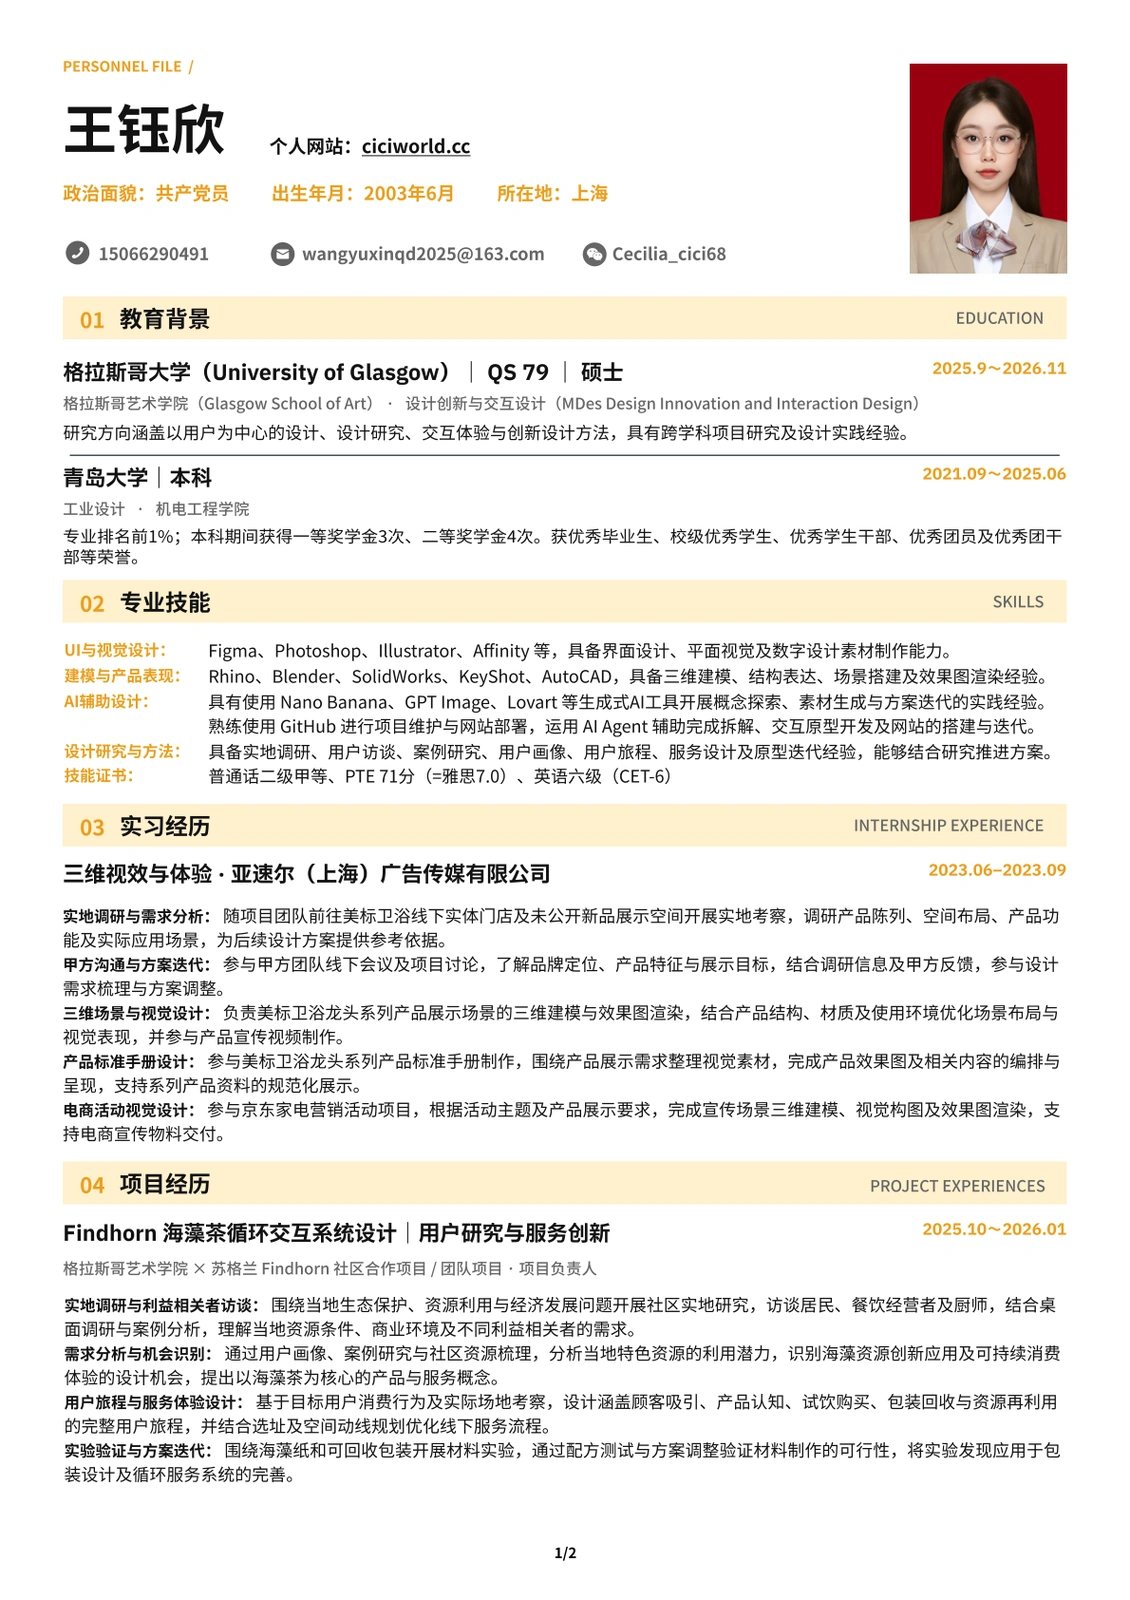 PERSONNEL FILE /
王钰欣
个人网站：ciciworld.cc
政治面貌：共产党员 出生年月：2003年6月 所在地：上海
15066290491 wangyuxinqd2025@163.com Cecilia_cici68
01 教育背景 EDUCATION
格拉斯哥大学（University of Glasgow）｜ QS 79 ｜ 硕士 2025.9～2026.11
格拉斯哥艺术学院（Glasgow School of Art） · 设计创新与交互设计（MDes Design Innovation and Interaction Design）
研究方向涵盖以用户为中心的设计、设计研究、交互体验与创新设计方法，具有跨学科项目研究及设计实践经验。
青岛大学｜本科 2021.09～2025.06
工业设计 · 机电工程学院
专业排名前1%；本科期间获得一等奖学金3次、二等奖学金4次。获优秀毕业生、校级优秀学生、优秀学生干部、优秀团员及优秀团干
部等荣誉。
02 专业技能 SKILLS
UI与视觉设计： Figma、Photoshop、Illustrator、Affinity 等，具备界面设计、平面视觉及数字设计素材制作能力。
建模与产品表现： Rhino、Blender、SolidWorks、KeyShot、AutoCAD，具备三维建模、结构表达、场景搭建及效果图渲染经验。
AI辅助设计： 具有使用 Nano Banana、GPT Image、Lovart 等生成式AI工具开展概念探索、素材生成与方案迭代的实践经验。
熟练使用 GitHub 进行项目维护与网站部署，运用 AI Agent 辅助完成拆解、交互原型开发及网站的搭建与迭代。
设计研究与方法： 具备实地调研、用户访谈、案例研究、用户画像、用户旅程、服务设计及原型迭代经验，能够结合研究推进方案。
技能证书： 普通话二级甲等、PTE 71分（=雅思7.0）、英语六级（CET-6）
03 实习经历 INTERNSHIP EXPERIENCE
三维视效与体验 · 亚速尔（上海）广告传媒有限公司 2023.06–2023.09
实地调研与需求分析： 随项目团队前往美标卫浴线下实体门店及未公开新品展示空间开展实地考察，调研产品陈列、空间布局、产品功
能及实际应用场景，为后续设计方案提供参考依据。
甲方沟通与方案迭代： 参与甲方团队线下会议及项目讨论，了解品牌定位、产品特征与展示目标，结合调研信息及甲方反馈，参与设计
需求梳理与方案调整。
三维场景与视觉设计： 负责美标卫浴龙头系列产品展示场景的三维建模与效果图渲染，结合产品结构、材质及使用环境优化场景布局与
视觉表现，并参与产品宣传视频制作。
产品标准手册设计： 参与美标卫浴龙头系列产品标准手册制作，围绕产品展示需求整理视觉素材，完成产品效果图及相关内容的编排与
呈现，支持系列产品资料的规范化展示。
电商活动视觉设计： 参与京东家电营销活动项目，根据活动主题及产品展示要求，完成宣传场景三维建模、视觉构图及效果图渲染，支
持电商宣传物料交付。
04 项目经历 PROJECT EXPERIENCES
Findhorn 海藻茶循环交互系统设计｜用户研究与服务创新 2025.10～2026.01
格拉斯哥艺术学院 × 苏格兰 Findhorn 社区合作项目 / 团队项目 · 项目负责人
实地调研与利益相关者访谈： 围绕当地生态保护、资源利用与经济发展问题开展社区实地研究，访谈居民、餐饮经营者及厨师，结合桌
面调研与案例分析，理解当地资源条件、商业环境及不同利益相关者的需求。
需求分析与机会识别： 通过用户画像、案例研究与社区资源梳理，分析当地特色资源的利用潜力，识别海藻资源创新应用及可持续消费
体验的设计机会，提出以海藻茶为核心的产品与服务概念。
用户旅程与服务体验设计： 基于目标用户消费行为及实际场地考察，设计涵盖顾客吸引、产品认知、试饮购买、包装回收与资源再利用
的完整用户旅程，并结合选址及空间动线规划优化线下服务流程。
实验验证与方案迭代： 围绕海藻纸和可回收包装开展材料实验，通过配方测试与方案调整验证材料制作的可行性，将实验发现应用于包
装设计及循环服务系统的完善。
1/2